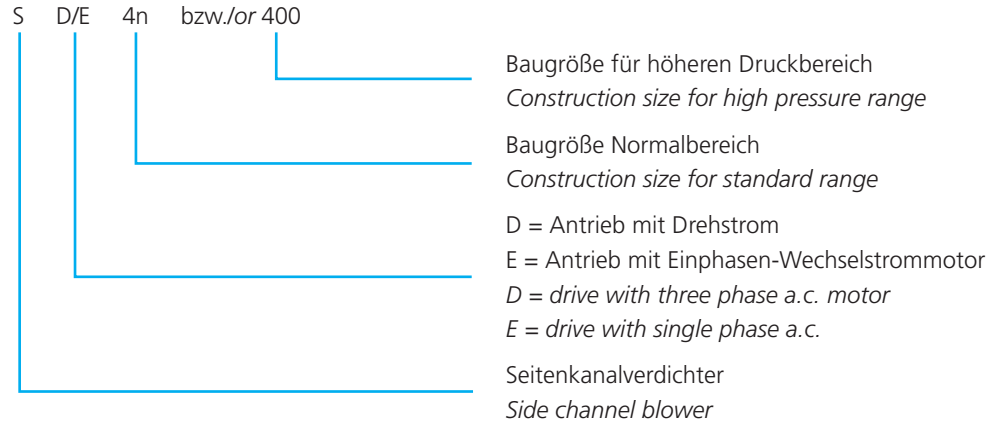 S D/E 4n bzw./or 400
Baugröße für höheren Druckbereich
Construction size for high pressure range
Baugröße Normalbereich
Construction size for standard range
D = Antrieb mit Drehstrom
E = Antrieb mit Einphasen-Wechselstrommotor
D = drive with three phase a.c. motor
E = drive with single phase a.c.
Seitenkanalverdichter
Side channel blower